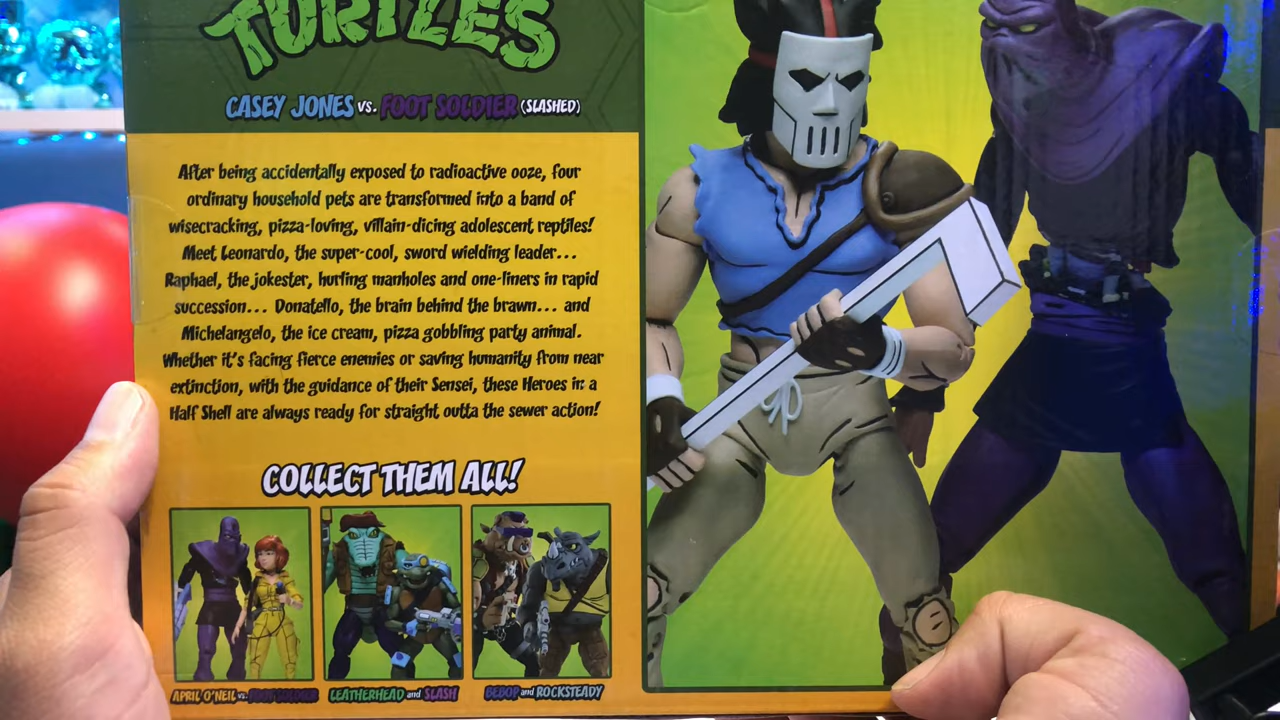 TURTLES
CASEY JONES vs. FOOT SOLDIER (SLASHED)
After being accidentally exposed to radioactive ooze, four
ordinary household pets are transformed into a band of
wisecracking, pizza-loving, villain-dicing adolescent reptiles!
Meet Leonardo, the super-cool, sword wielding leader...
Raphael, the jokester, hurling manholes and one-liners in rapid
succession... Donatello, the brain behind the brawn... and
Michelangelo, the ice cream, pizza gobbling party animal.
Whether it's facing fierce enemies or saving humanity from near
extinction, with the guidance of their Sensei, these Heroes in a
Half Shell are always ready for straight outta the sewer action!
COLLECT THEM ALL!
APRIL O'NEIL vs. FOOT SOLDIER
LEATHERHEAD and SLASH
BEBOP and ROCKSTEADY